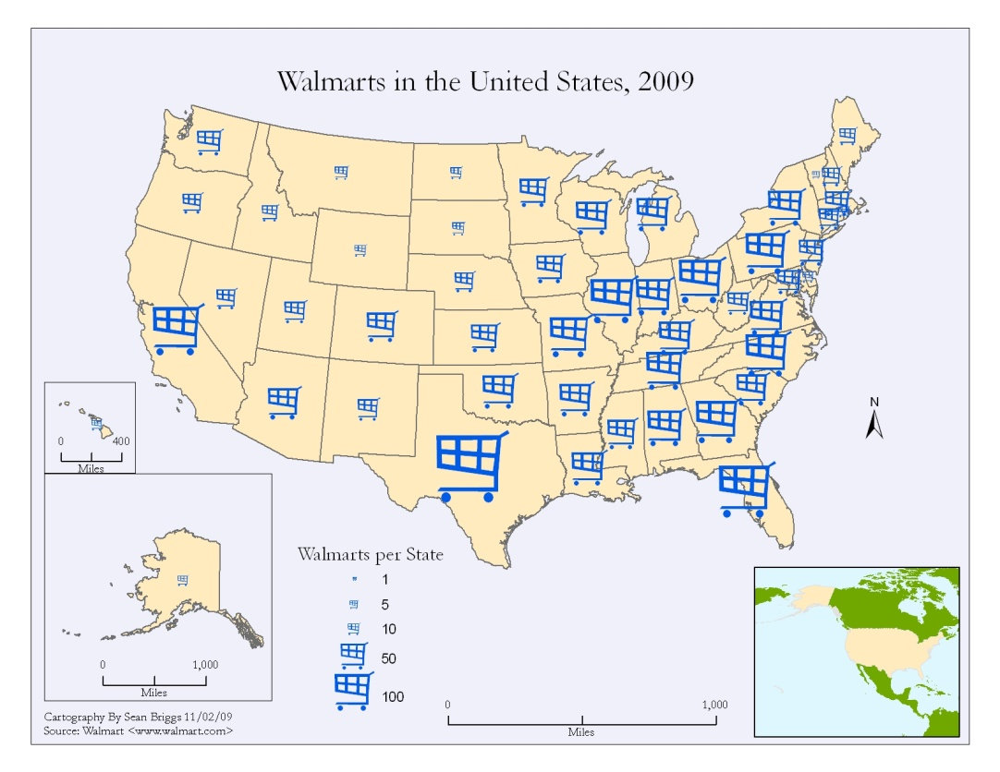 Walmarts in the United States, 2009
N
0 400
Miles
Walmarts per State
1
5
10
50
100
0 1,000
Miles
0 1,000
Miles
Cartography By Sean Briggs 11/02/09
Source: Walmart <www.walmart.com>